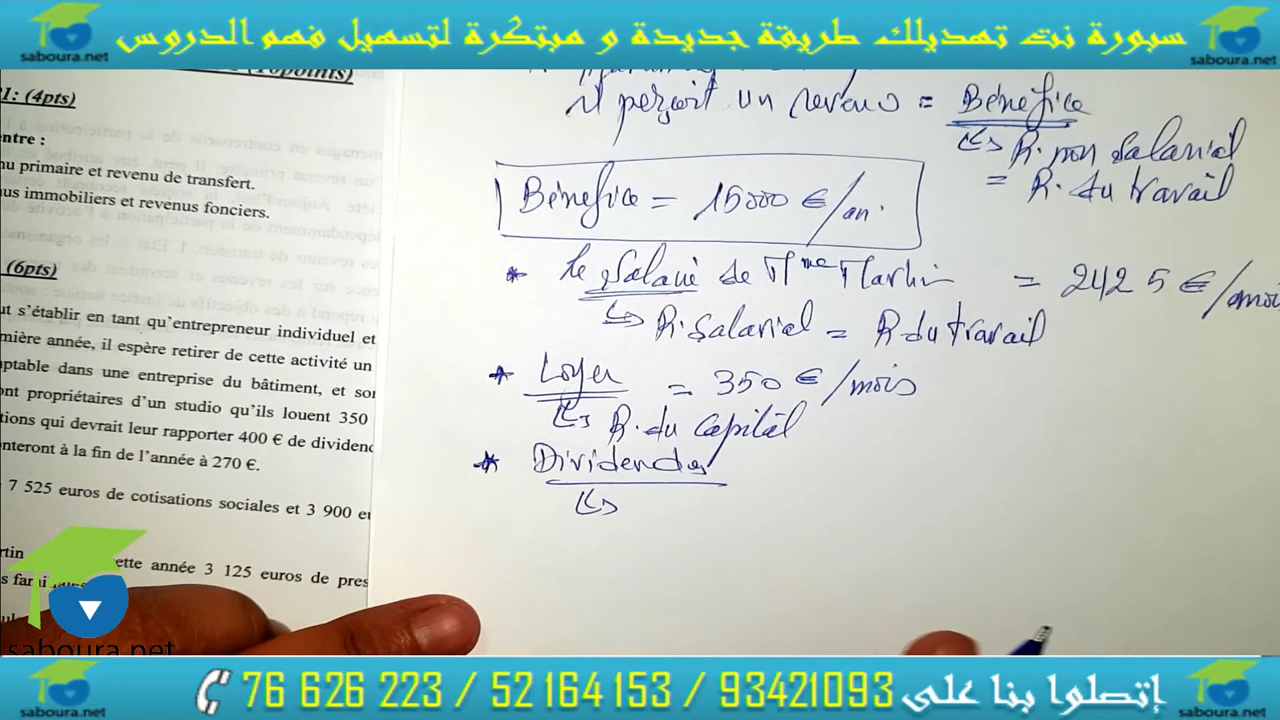 saboura.net
سبورة نت تهديلك طريقة جديدة و مبتكرة لتسهيل فهم الدروس
saboura.net
(10points)
1: (4pts)
entre :
nu primaire et revenu de transfert.
nus immobiliers et revenus fonciers.
(6pts)
ut s'établir en tant qu'entrepreneur individuel et
mière année, il espère retirer de cette activité un
nptable dans une entreprise du bâtiment, et son
ont propriétaires d'un studio qu'ils louent 350
tions qui devrait leur rapporter 400 € de dividend
nteront à la fin de l'année à 270 €.
7 525 euros de cotisations sociales et 3 900 eu
rtin cette année 3 125 euros de pres
s fami
il perçoit un revenu = Bénéfice
↳ R. non Salarial
= R. du travail
Bénéfice = 15000 €/an.
* le Salaire de Mme Martin = 2425 €/mois
↳ R. Salarial = R du travail
* Loyer = 350 €/mois
↳ R. du Capital
* Dividendes
↳
saboura.net
saboura.net
76 626 223 / 52 164 153 / 93421093 إتصلوا بنا على
saboura.net